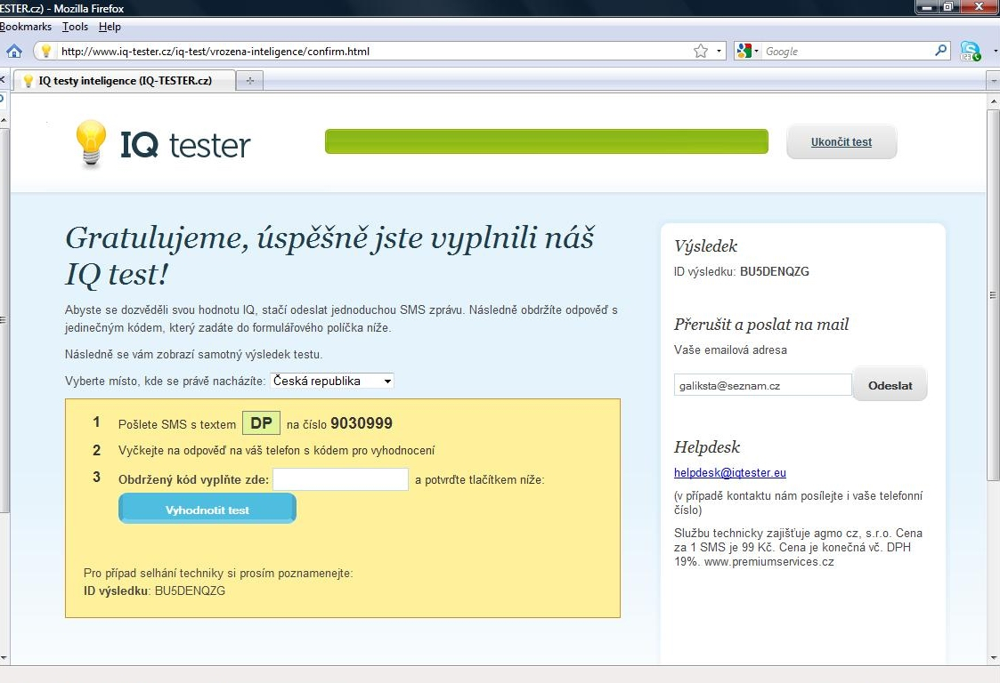 ESTER.cz) - Mozilla Firefox
Bookmarks Tools Help
http://www.iq-tester.cz/iq-test/vrozena-inteligence/confirm.html
Google
IQ testy inteligence (IQ-TESTER.cz)
IQ tester
Ukončit test
Gratulujeme, úspěšně jste vyplnili náš
IQ test!
Abyste se dozvěděli svou hodnotu IQ, stačí odeslat jednoduchou SMS zprávu. Následně obdržíte odpověď s
jedinečným kódem, který zadáte do formulářového políčka níže.
Následně se vám zobrazí samotný výsledek testu.
Vyberte místo, kde se právě nacházíte: Česká republika
1 Pošlete SMS s textem DP na číslo 9030999
2 Vyčkejte na odpověď na váš telefon s kódem pro vyhodnocení
3 Obdržený kód vyplňte zde: a potvrďte tlačítkem níže:
Vyhodnotit test
Pro případ selhání techniky si prosím poznamenejte:
ID výsledku: BU5DENQZG
Výsledek
ID výsledku: BU5DENQZG
Přerušit a poslat na mail
Vaše emailová adresa
galiksta@seznam.cz Odeslat
Helpdesk
helpdesk@iqtester.eu
(v případě kontaktu nám posílejte i vaše telefonní
číslo)
Službu technicky zajišťuje agmo cz, s.r.o. Cena
za 1 SMS je 99 Kč. Cena je konečná vč. DPH
19%. www.premiumservices.cz